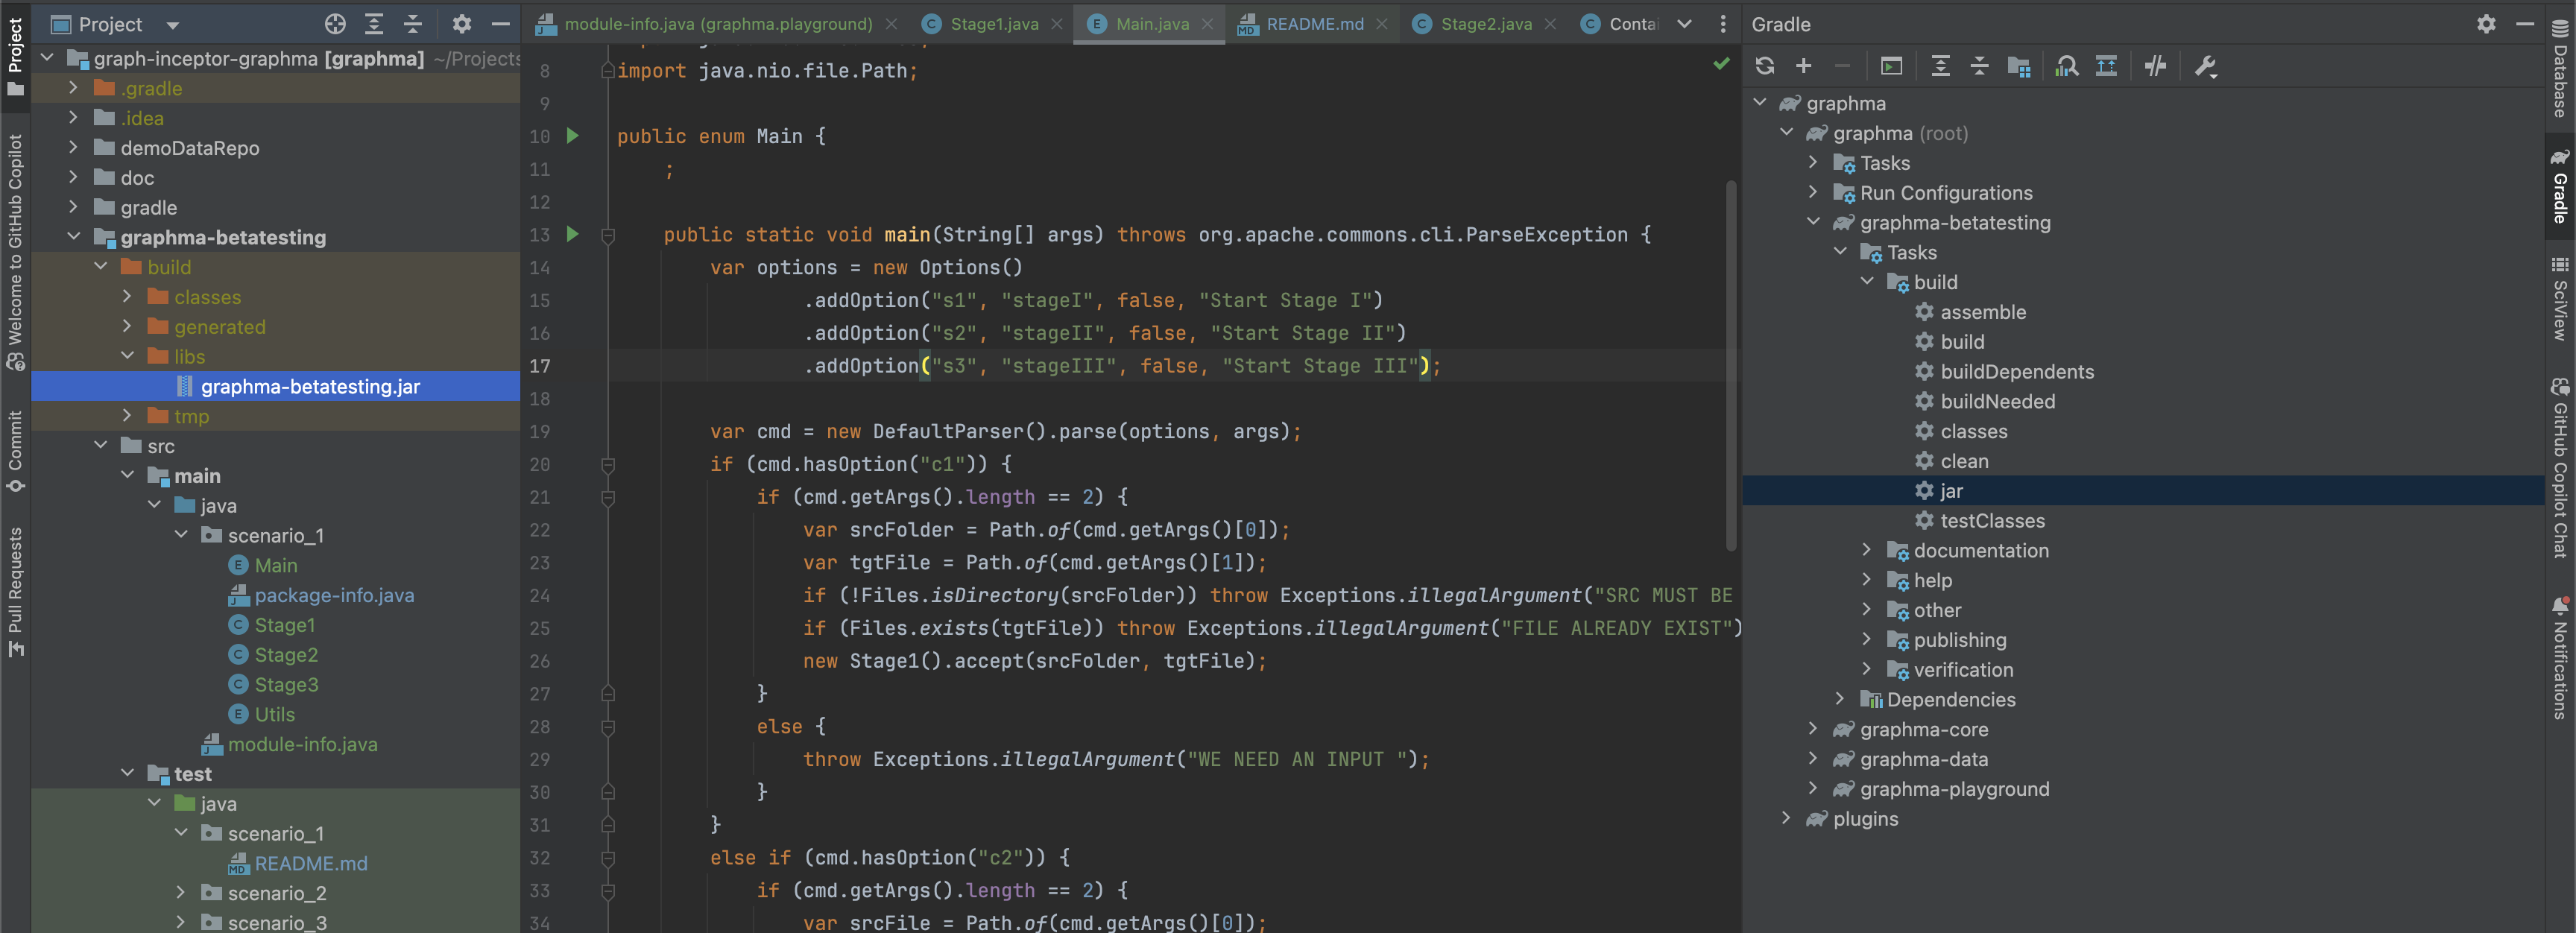 Project
Welcome to GitHub Copilot
Commit
Pull Requests
Project
graph-inceptor-graphma [graphma] ~/Projects
.gradle
.idea
demoDataRepo
doc
gradle
graphma-betatesting
build
classes
generated
libs
graphma-betatesting.jar
tmp
src
main
java
scenario_1
Main
package-info.java
Stage1
Stage2
Stage3
Utils
module-info.java
test
java
scenario_1
README.md
scenario_2
scenario_3
module-info.java (graphma.playground)
Stage1.java
Main.java
README.md
Stage2.java
Contai
8 import java.nio.file.Path;
9
10 public enum Main {
11 ;
12
13 public static void main(String[] args) throws org.apache.commons.cli.ParseException {
14 var options = new Options()
15 .addOption("s1", "stageI", false, "Start Stage I")
16 .addOption("s2", "stageII", false, "Start Stage II")
17 .addOption("s3", "stageIII", false, "Start Stage III");
18
19 var cmd = new DefaultParser().parse(options, args);
20 if (cmd.hasOption("c1")) {
21 if (cmd.getArgs().length == 2) {
22 var srcFolder = Path.of(cmd.getArgs()[0]);
23 var tgtFile = Path.of(cmd.getArgs()[1]);
24 if (!Files.isDirectory(srcFolder)) throw Exceptions.illegalArgument("SRC MUST BE
25 if (Files.exists(tgtFile)) throw Exceptions.illegalArgument("FILE ALREADY EXIST")
26 new Stage1().accept(srcFolder, tgtFile);
27 }
28 else {
29 throw Exceptions.illegalArgument("WE NEED AN INPUT ");
30 }
31 }
32 else if (cmd.hasOption("c2")) {
33 if (cmd.getArgs().length == 2) {
34 var srcFile = Path.of(cmd.getArgs()[0]);
Gradle
graphma
graphma (root)
Tasks
Run Configurations
graphma-betatesting
Tasks
build
assemble
build
buildDependents
buildNeeded
classes
clean
jar
testClasses
documentation
help
other
publishing
verification
Dependencies
graphma-core
graphma-data
graphma-playground
plugins
Database
Gradle
SciView
GitHub Copilot Chat
Notifications